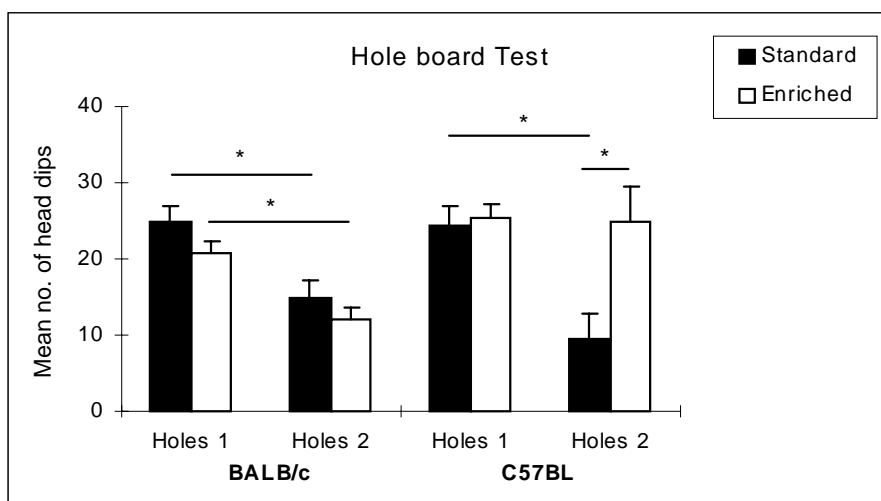 Hole board Test
Standard
Enriched
Mean no. of head dips
40
30
20
10
0
*
*
*
*
Holes 1 Holes 2 Holes 1 Holes 2
BALB/c C57BL